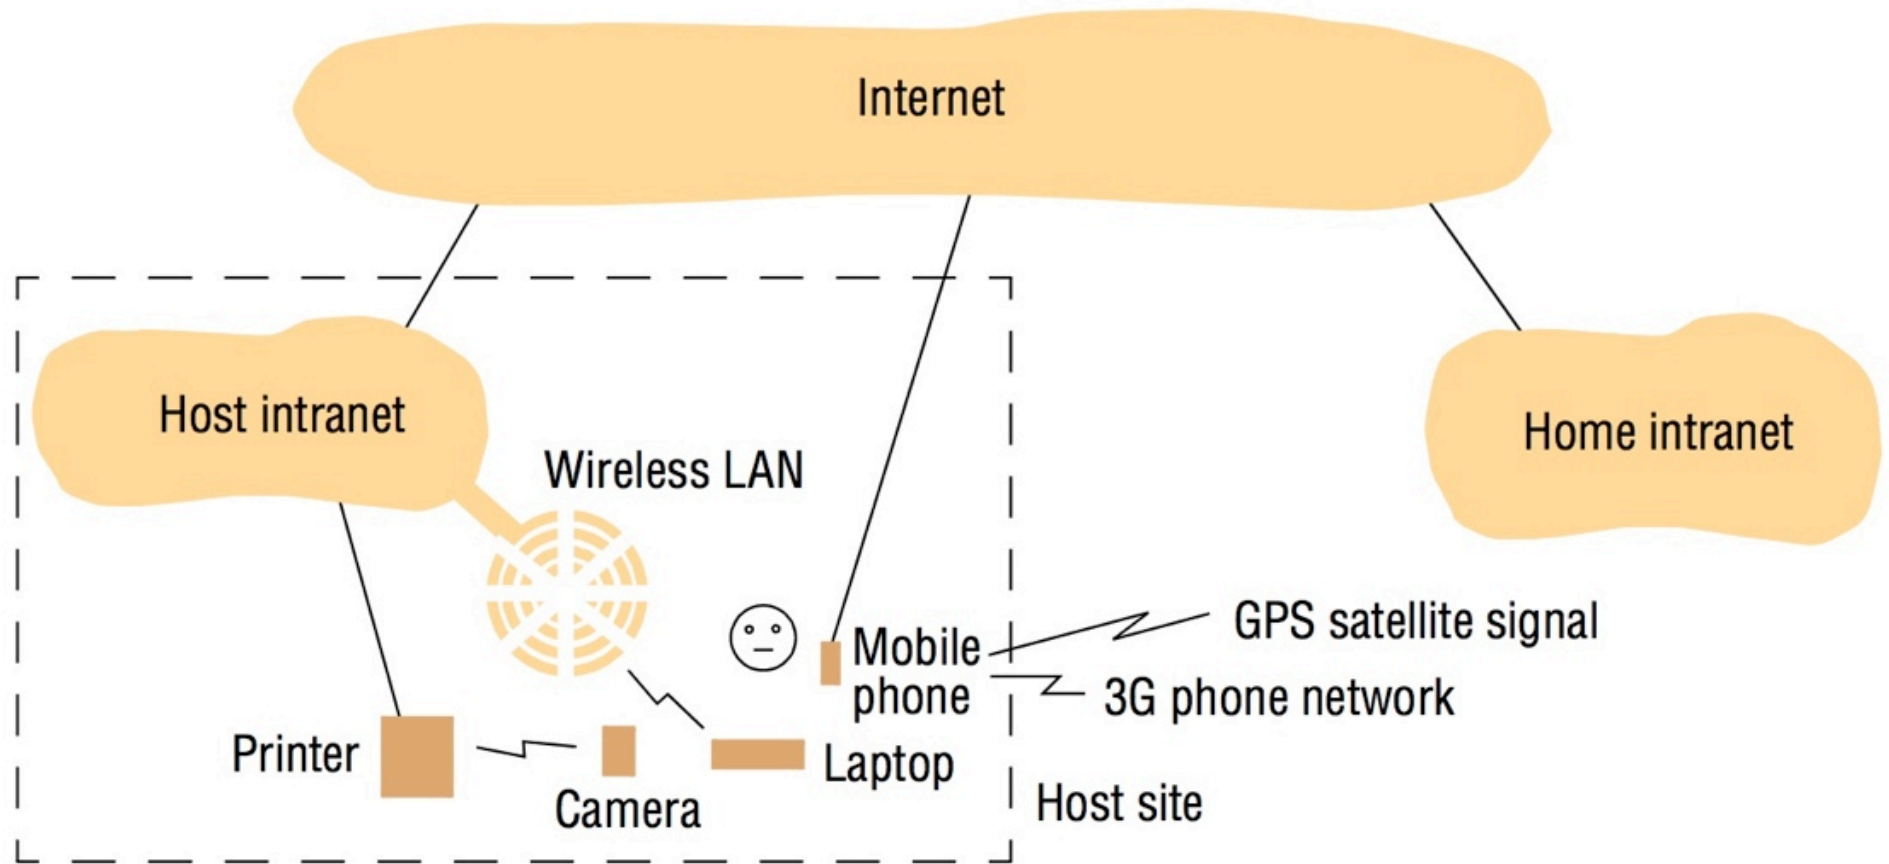 Internet
Host intranet
Home intranet
Wireless LAN
Mobile
phone
GPS satellite signal
3G phone network
Printer
Camera
Laptop
Host site